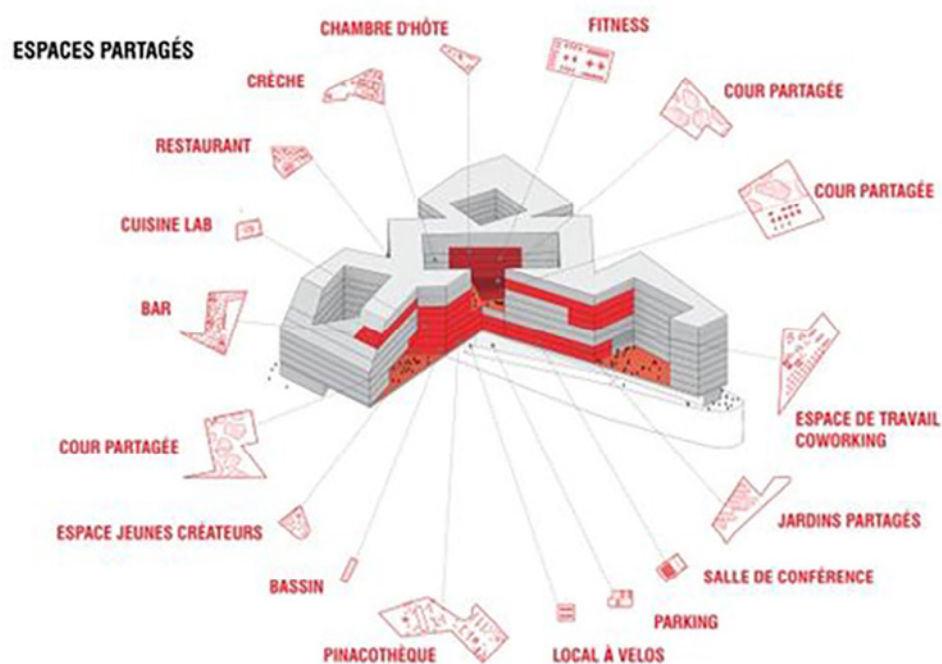 ESPACES PARTAGÉS
CHAMBRE D'HÔTE
FITNESS
CRÈCHE
COUR PARTAGÉE
RESTAURANT
COUR PARTAGÉE
CUISINE LAB
BAR
ESPACE DE TRAVAIL
COWORKING
COUR PARTAGÉE
JARDINS PARTAGÉS
ESPACE JEUNES CRÉATEURS
SALLE DE CONFÉRENCE
BASSIN
PARKING
PINACOTHÈQUE
LOCAL À VELOS